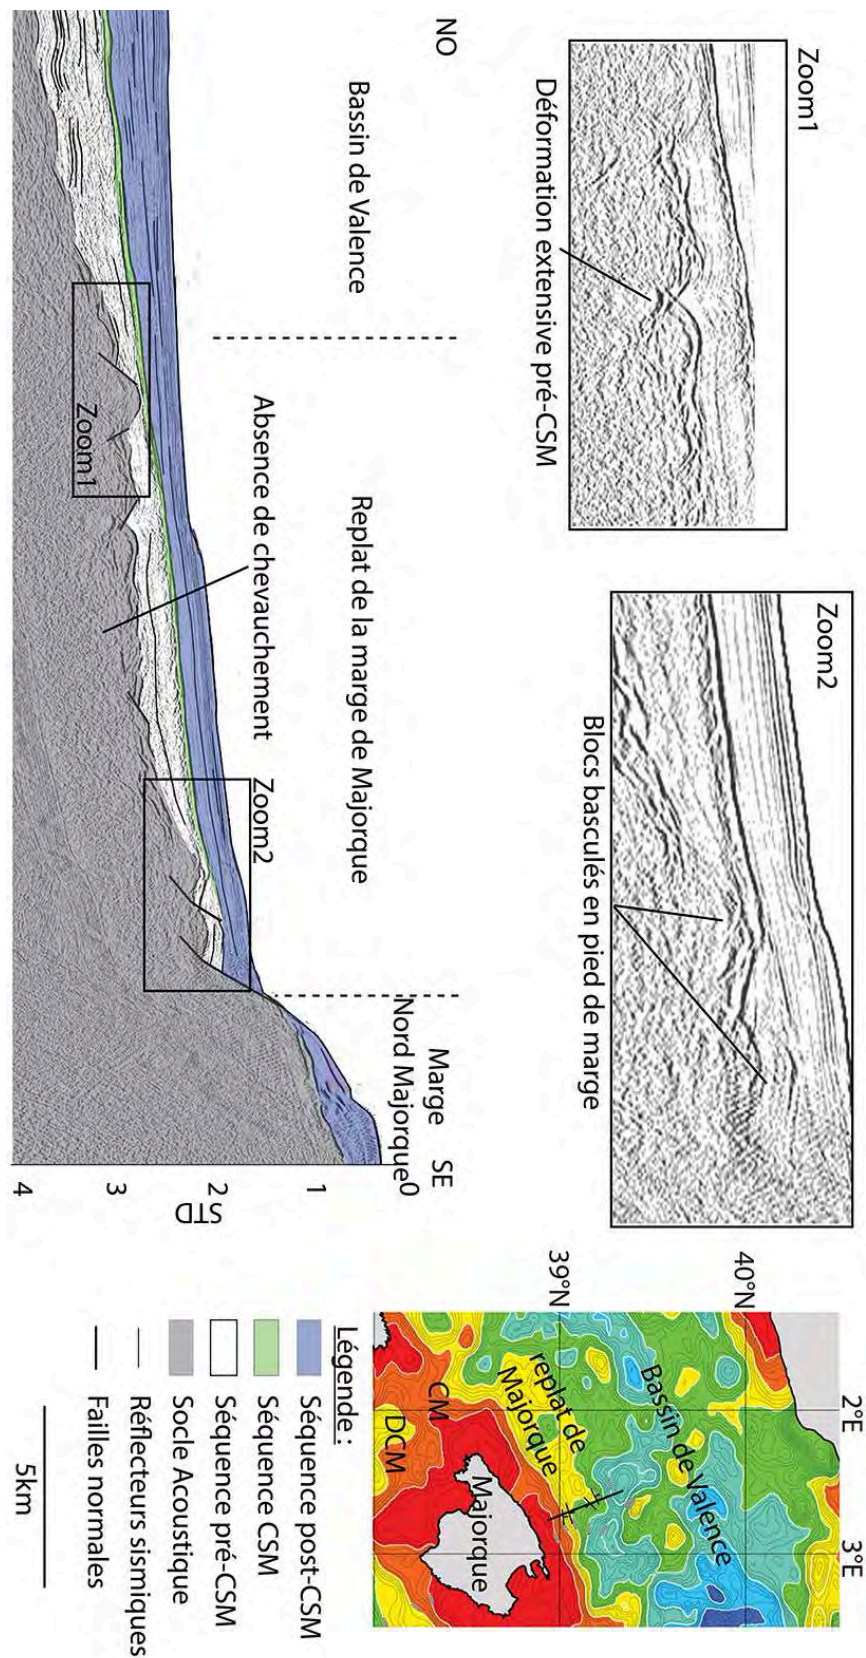 Zoom1
Déformation extensive pré-CSM
Zoom2
Blocs basculés en pied de marge
NO
Bassin de Valence
Replat de la marge de Majorque
Marge
Nord Majorque
SE
Absence de chevauchement
Zoom1
Zoom2
0
1
2
3
4
STD
40°N
39°N
2°E
3°E
Bassin de Valence
replat de
Majorque
Majorque
CM
DCM
Légende :
Séquence post-CSM
Séquence CSM
Séquence pré-CSM
Socle Acoustique
Réflecteurs sismiques
Failles normales
5km